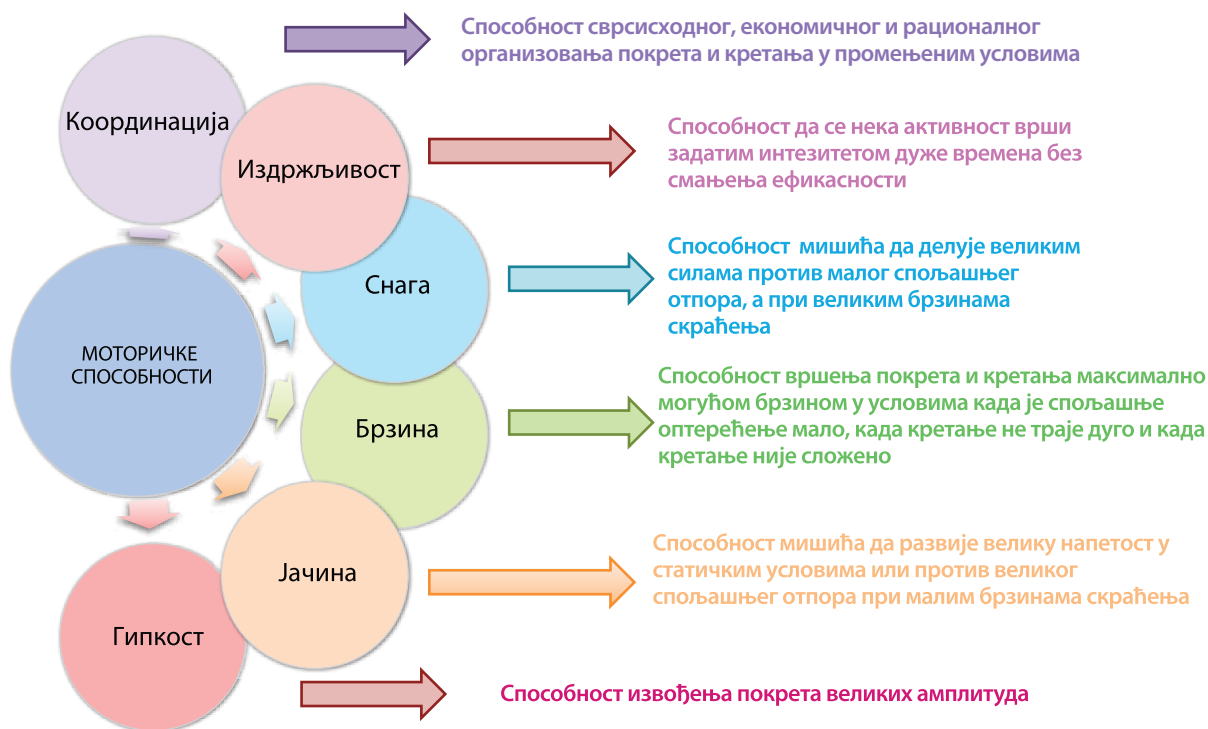 Способност сврсисходног, економичног и рационалног
организовања покрета и кретања у промењеним условима
Координација
Способност да се нека активност врши
задатим интезитетом дуже времена без
смањења ефикасности
Издржљивост
Способност  мишића да делује великим
силама против малог спољашњег
отпора, а при великим брзинама
скраћења
Снага
МОТОРИЧКЕ
СПОСОБНОСТИ
Способност вршења покрета и кретања максимално
могућом брзином у условима када је спољашње
оптерећење мало, када кретање не траје дуго и када
кретање није сложено
Брзина
Способност мишића да развије велику напетост у
статичким условима или против великог
спољашњег отпора при малим брзинама скраћења
Јачина
Гипкост
Способност извођења покрета великих амплитуда